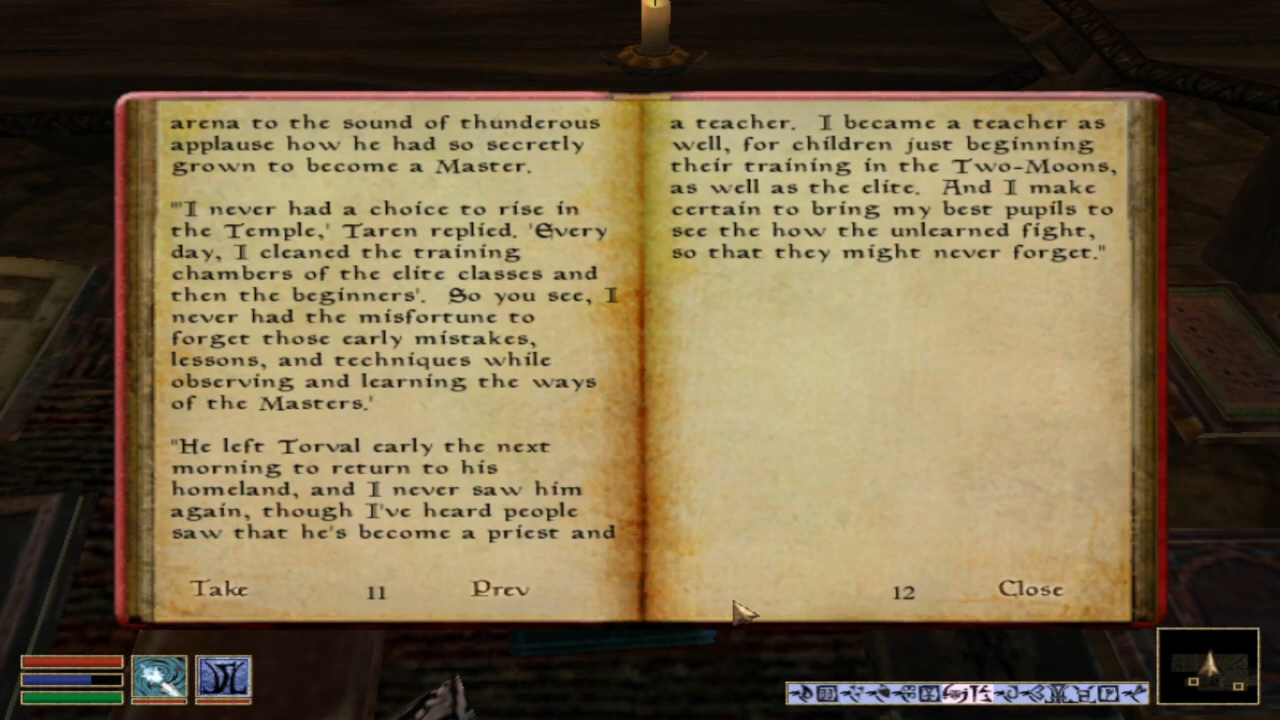 arena to the sound of thunderous
applause how he had so secretly
grown to become a Master.
"'I never had a choice to rise in
the Temple,' Taren replied. 'Every
day, I cleaned the training
chambers of the elite classes and
then the beginners'. So you see, I
never had the misfortune to
forget those early mistakes,
lessons, and techniques while
observing and learning the ways
of the Masters.'
"He left Torval early the next
morning to return to his
homeland, and I never saw him
again, though I've heard people
saw that he's become a priest and
Take 11 Prev
a teacher. I became a teacher as
well, for children just beginning
their training in the Two-Moons,
as well as the elite. And I make
certain to bring my best pupils to
see the how the unlearned fight,
so that they might never forget."
12 Close